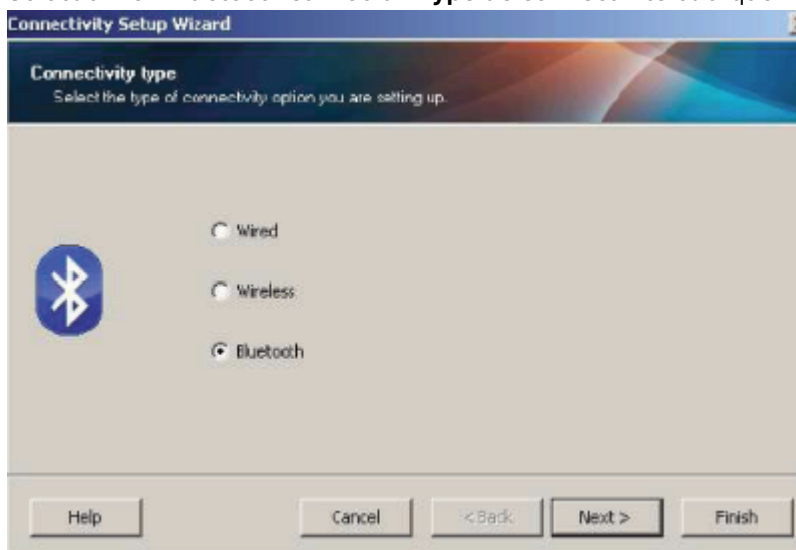 Connectivity Setup Wizard
Connectivity type
Select the type of connectivity option you are setting up.
Wired
Wireless
Bluetooth
Help
Cancel
< Back
Next >
Finish